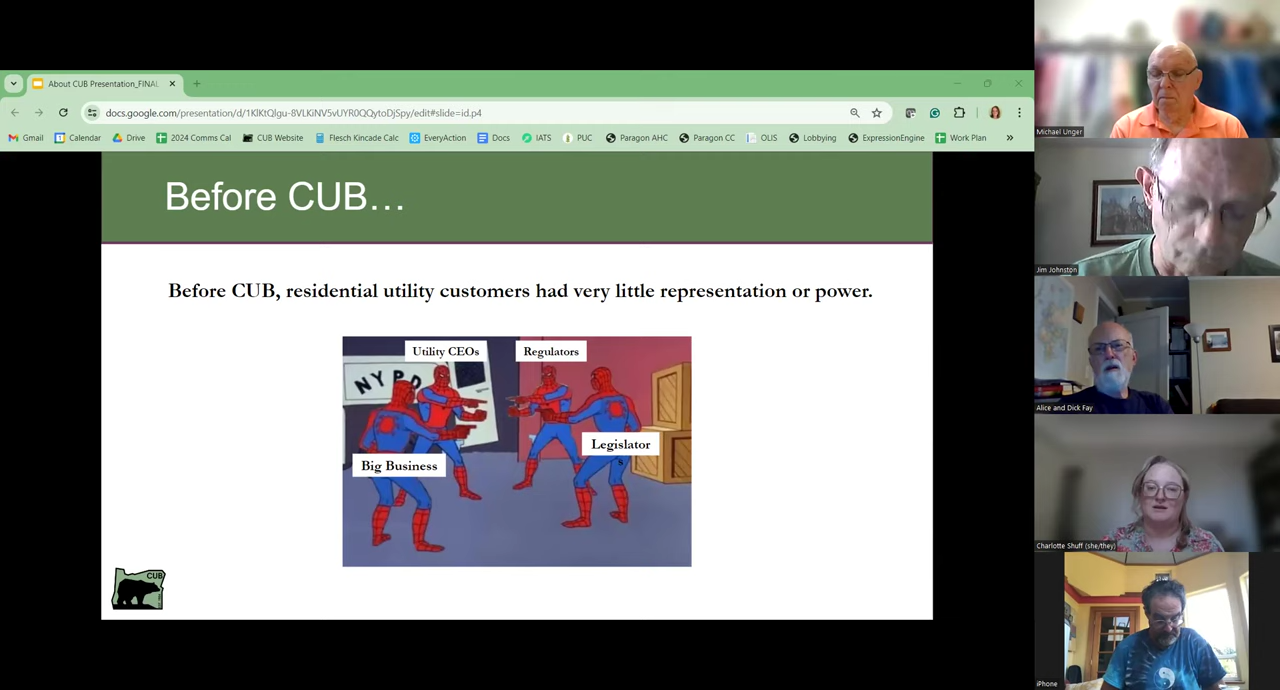 About CUB Presentation_FINAL
docs.google.com/presentation/d/1KlKtQlgu-8VLKiNV5vUYR0QQytoDjSpy/edit#slide=id.p4
Gmail Calendar Drive 2024 Comms Cal CUB Website Flesch Kincade Calc EveryAction Docs IATS PUC Paragon AHC Paragon CC OLIS Lobbying ExpressionEngine Work Plan »
Before CUB…
Before CUB, residential utility customers had very little representation or power.
Utility CEOs
Regulators
NYPD
Legislator
s
Big Business
CUB
Michael Unger
Jim Johnston
Alice and Dick Fay
Charlotte Shuff (she/they)
iPhone